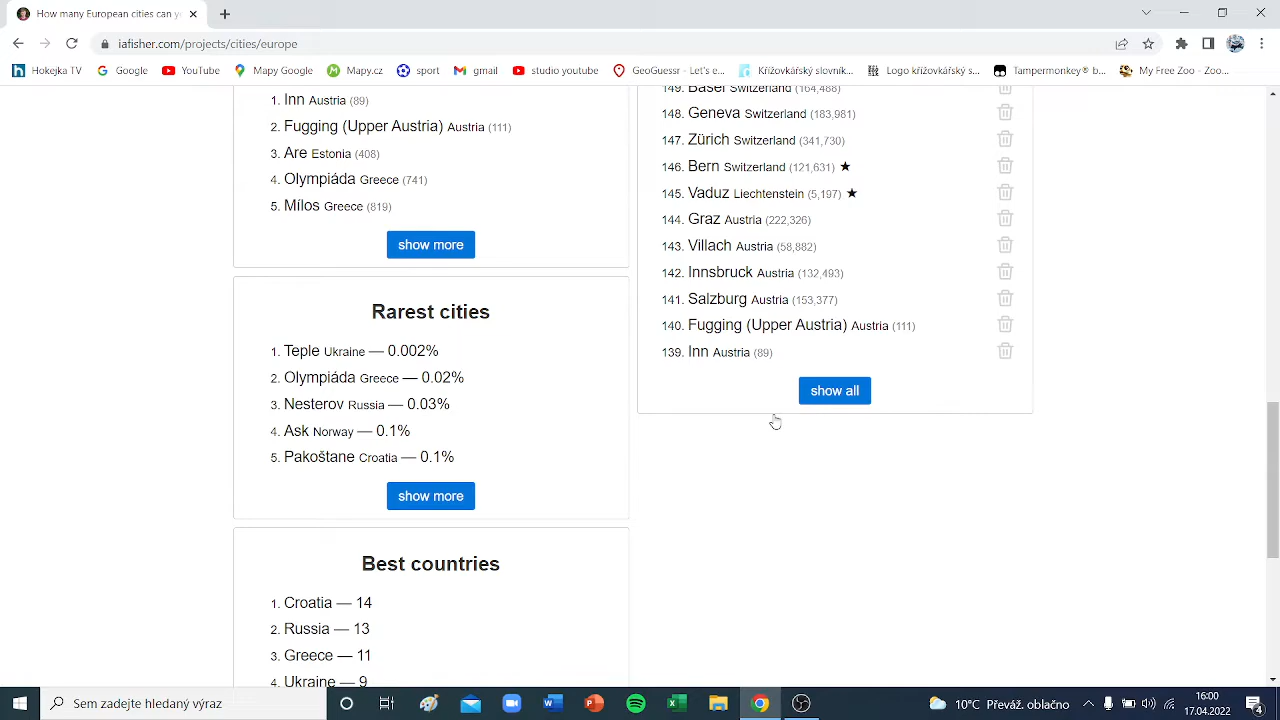 How many European cities can y
iafisher.com/projects/cities/europe
Hokejka TV
Google
YouTube
Mapy Google
Mapy.cz
sport
gmail
studio youtube
GeoGuessr - Let's e...
Křížovkářský slovník...
Logo křížovkářský s...
Tampermonkey® b...
My Free Zoo - Zoo...
1. Inn Austria (89)
2. Fugging (Upper Austria) Austria (111)
Estonia (408)
4. Olympiáda Greece (741)
5. Milos Greece (819)
show more
Rarest cities
Ukraine — 0.002%
2. Olympiáda Greece — 0.02%
3. Nesterov Russia — 0.03%
4. Ask Norway — 0.1%
5. Pakoštane Croatia — 0.1%
show more
Best countries
1. Croatia — 14
2. Russia — 13
3. Greece — 11
4. Ukraine — 9
149. Basel Switzerland (164,488)
148. Geneva Switzerland (183,981)
147. Zürich Switzerland (341,730)
146. Bern Switzerland (121,631) ★
145. Vaduz Liechtenstein (5,197) ★
144. Graz Austria (222,326)
143. Villach Austria (58,882)
142. Innsbruck Austria (132,493)
141. Salzburg Austria (153,377)
140. Fugging (Upper Austria) Austria (111)
139. Inn Austria (89)
show all
Sem zadejte hledaný výraz
10°C Převáž. oblačno
16:00
17.04.2022
4